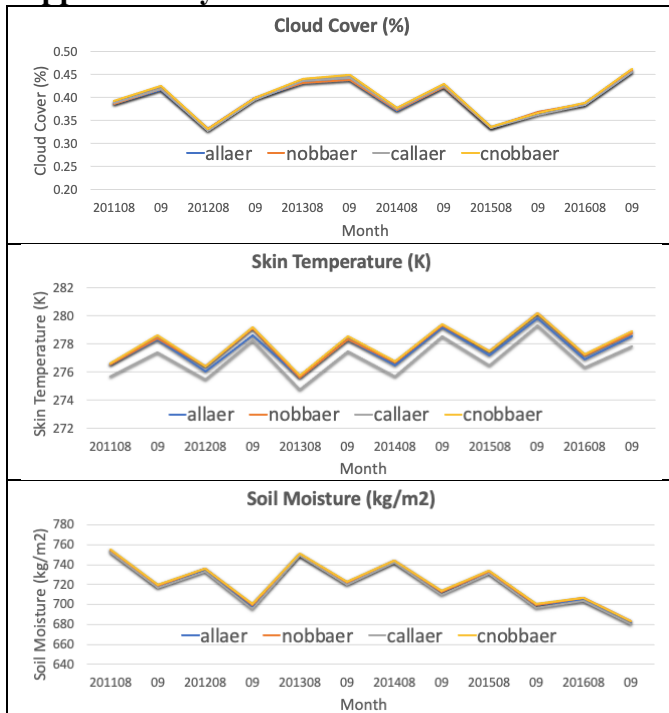 Cloud Cover (%)
0.50
0.45
0.40
0.35
0.30
0.25
0.20
Cloud Cover (%)
allaer nobbaer callaer cnobbaer
201108 09 201208 09 201308 09 201408 09 201508 09 201608 09
Month
Skin Temperature (K)
282
280
278
276
274
272
Skin Temperature (K)
allaer nobbaer callaer cnobbaer
201108 09 201208 09 201308 09 201408 09 201508 09 201608 09
Month
Soil Moisture (kg/m2)
780
760
740
720
700
680
660
640
Soil Moisture (kg/m2)
allaer nobbaer callaer cnobbaer
201108 09 201208 09 201308 09 201408 09 201508 09 201608 09
Month